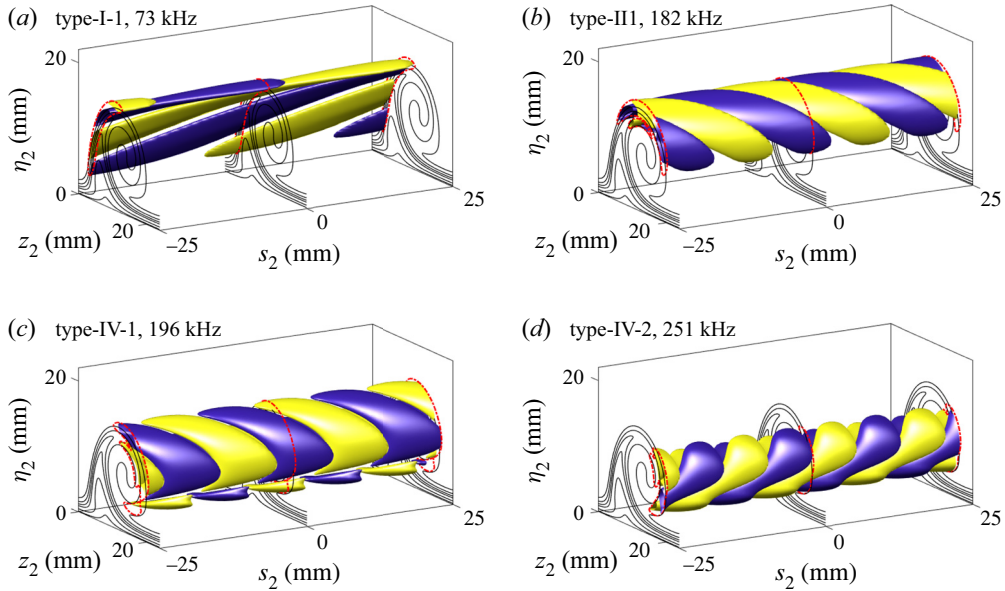 (a) type-I-1, 73 kHz
20
η2 (mm)
0
z2 (mm)
20
–25
s2 (mm)
0
25
(b) type-II1, 182 kHz
20
η2 (mm)
0
z2 (mm)
20
–25
s2 (mm)
0
25
(c) type-IV-1, 196 kHz
20
η2 (mm)
0
z2 (mm)
20
–25
s2 (mm)
0
25
(d) type-IV-2, 251 kHz
20
η2 (mm)
0
z2 (mm)
20
–25
s2 (mm)
0
25